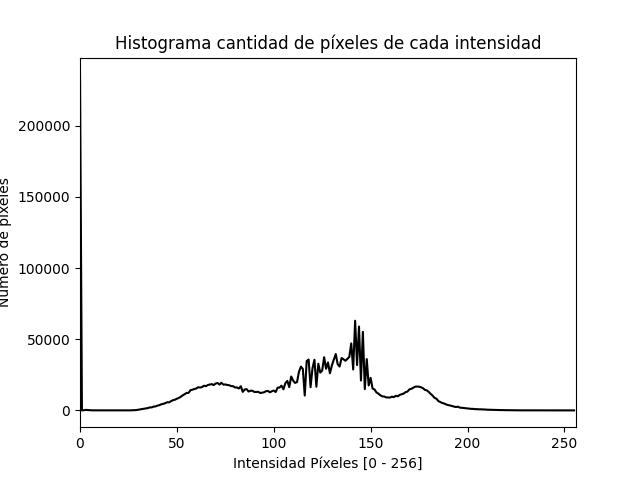 Histograma cantidad de píxeles de cada intensidad
Número de píxeles
200000
150000
100000
50000
0
0 50 100 150 200 250
Intensidad Píxeles [0 - 256]